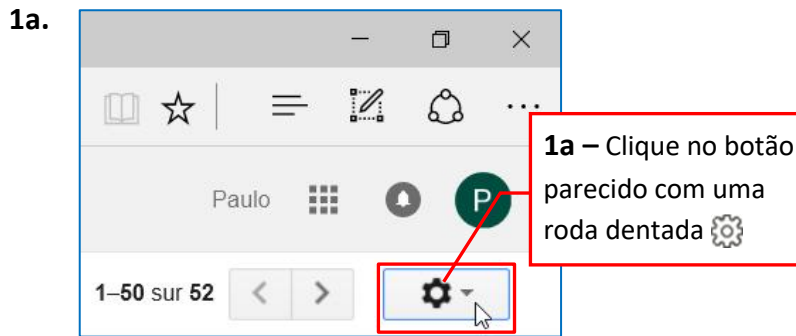 1a.
Paulo
P
1a – Clique no botão
parecido com uma
roda dentada
1–50 sur 52